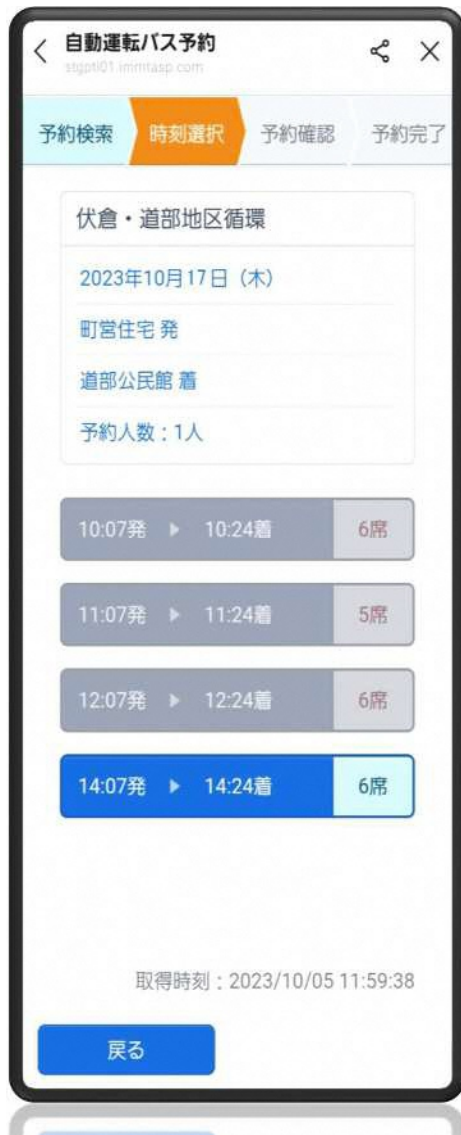 自動運転バス予約
stgpti01.immtasp.com
予約検索 時刻選択 予約確認 予約完了
伏倉・道部地区循環
2023年10月17日（木）
町営住宅 発
道部公民館 着
予約人数：1人
10:07発 ▶ 10:24着 6席
11:07発 ▶ 11:24着 5席
12:07発 ▶ 12:24着 6席
14:07発 ▶ 14:24着 6席
取得時刻：2023/10/05 11:59:38
戻る